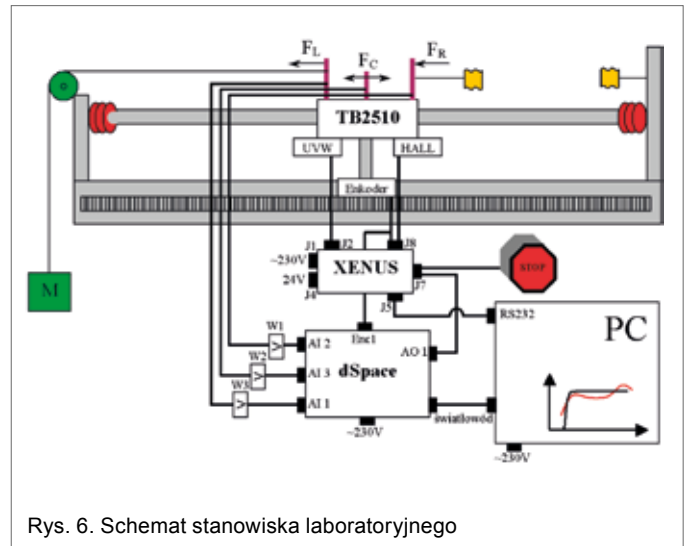 F_L
F_C
F_R
TB2510
UVW
HALL
Enkoder
J1
J2
J8
~230V
XENUS
24V
J4
J7
J5
STOP
M
RS232
PC
W1
Enc1
AI 2
AO 1
W2
AI 3
dSpace
W3
AI 1
światłowód
~230V
~230V
Rys. 6. Schemat stanowiska laboratoryjnego